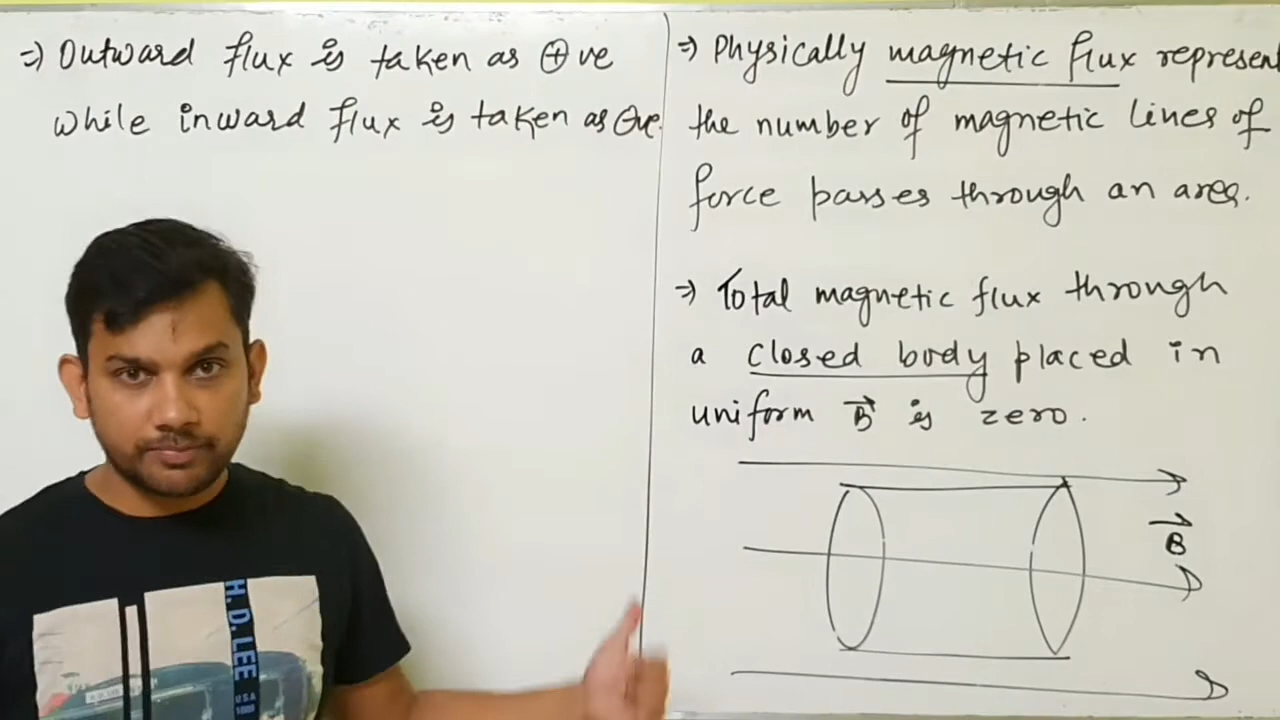 ⇒ Outward flux is taken as ⊕ve
while inward flux is taken as ⊖ve.
⇒ Physically magnetic flux represent
the number of magnetic lines of
force passes through an area.
⇒ Total magnetic flux through
a closed body placed in
uniform B⃗ is zero.
B⃗
H.D.LEE
USA